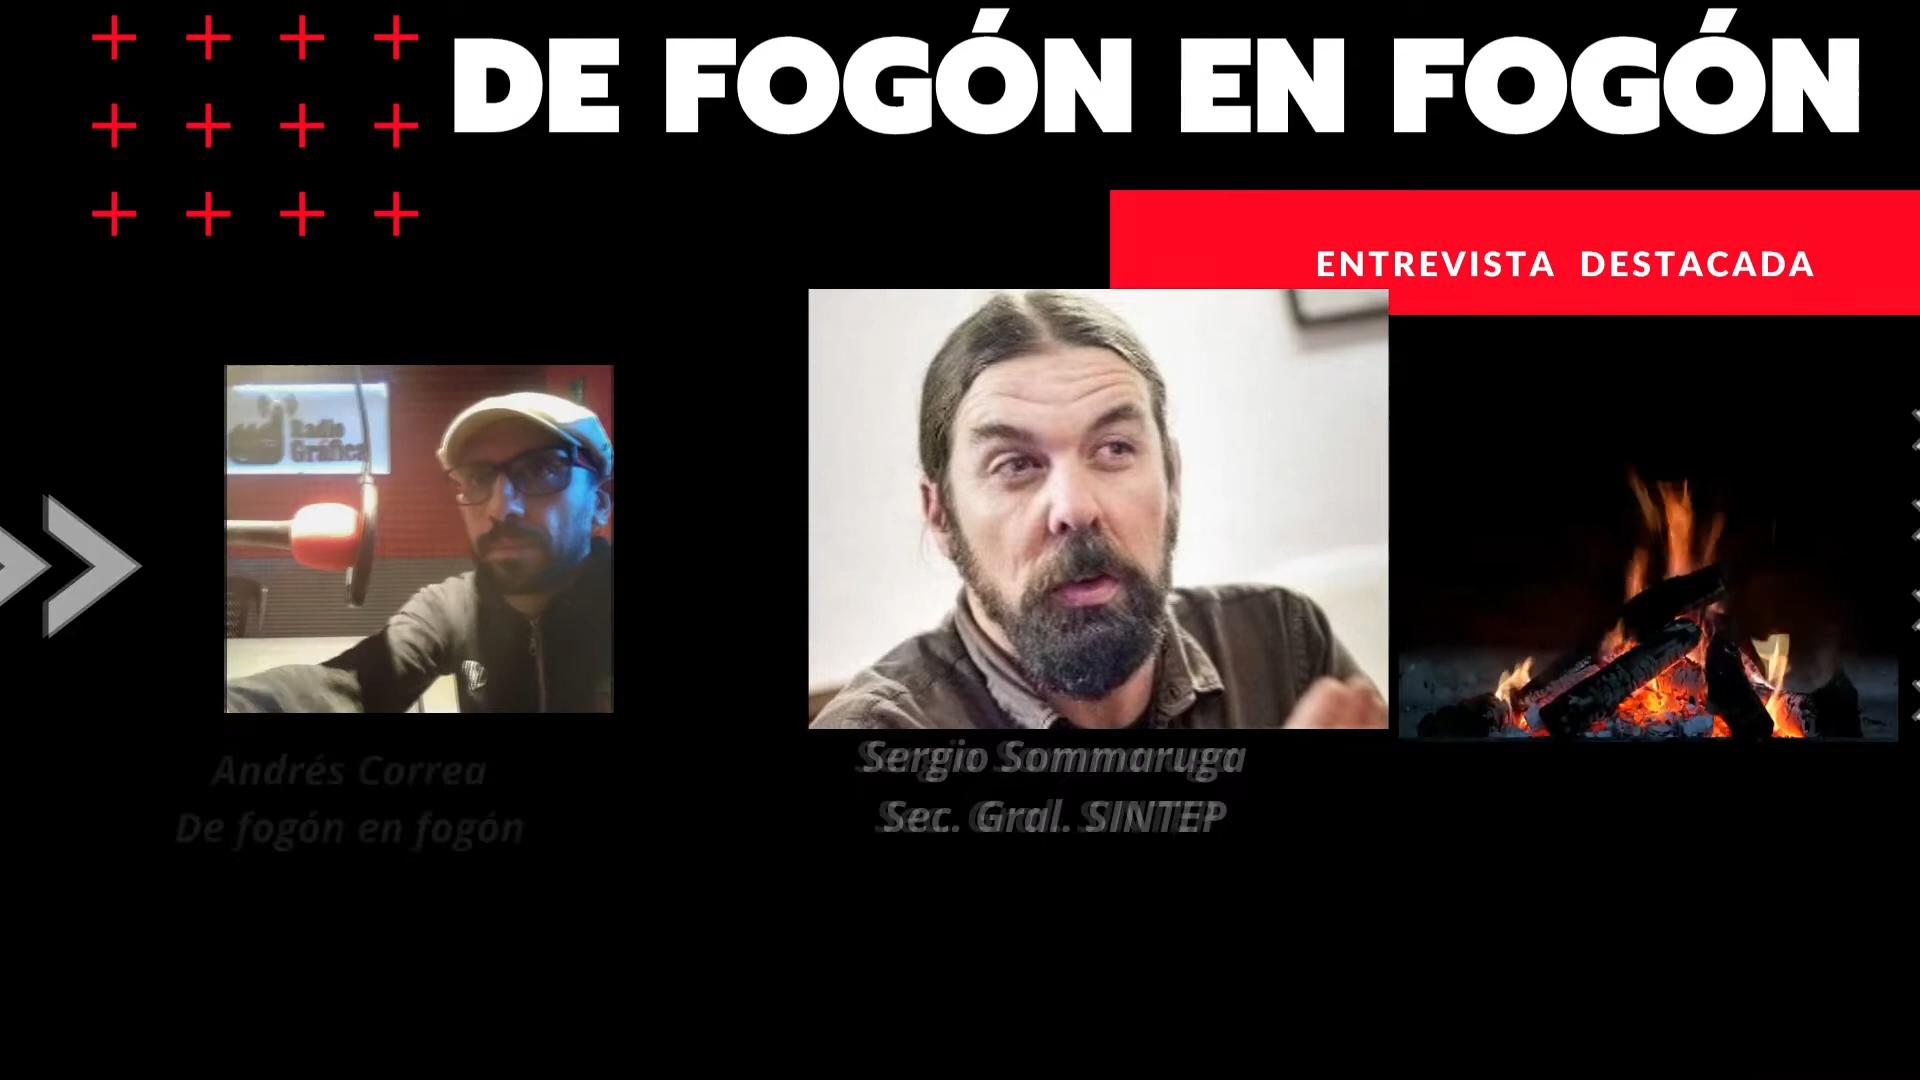 DE FOGÓN EN FOGÓN
ENTREVISTA DESTACADA
Radio
Gráfica
Andrés Correa
De fogón en fogón
Sergio Sommaruga
Sec. Gral. SINTEP